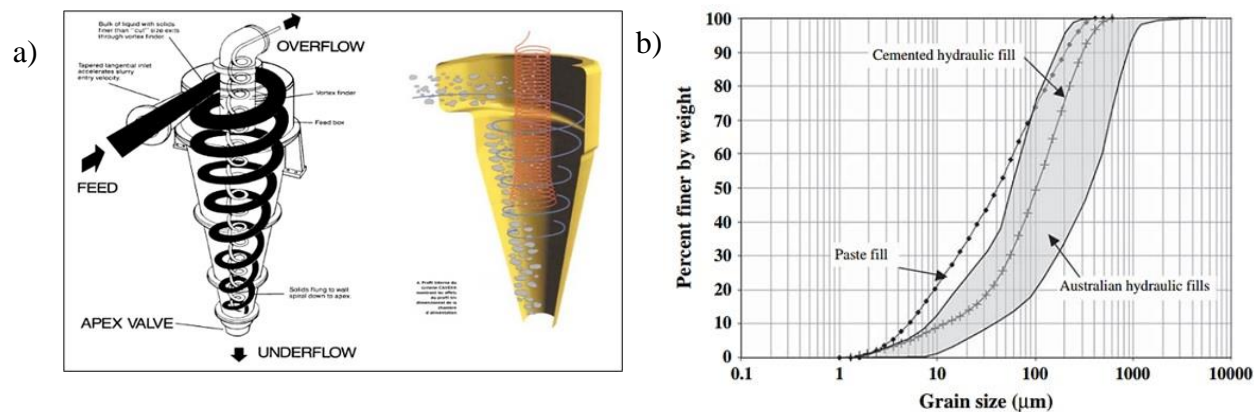 a)
Bulk of liquid with solids
finer than "cut" size exits
through vortex finder.
OVERFLOW
Tapered tangential inlet
accelerates slurry
entry velocity.
Vortex finder
Feed box
FEED
Solids flung to wall
spiral down to apex.
APEX VALVE
UNDERFLOW
b)
Percent finer by weight
100
90
80
70
60
50
40
30
20
10
0
Cemented hydraulic fill
Paste fill
Australian hydraulic fills
0.1
1
10
100
1000
10000
Grain size (μm)